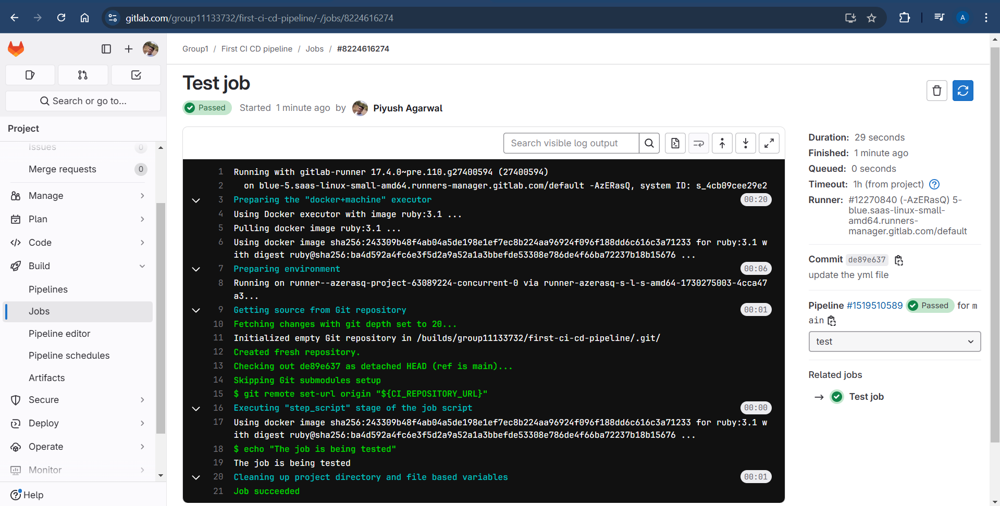 gitlab.com/group11133732/first-ci-cd-pipeline/-/jobs/8224616274
A
Group1 / First CI CD pipeline / Jobs / #8224616274
Search or go to...
Project
Issues 0
Merge requests 0
Manage
Plan
Code
Build
Pipelines
Jobs
Pipeline editor
Pipeline schedules
Artifacts
Secure
Deploy
Operate
Monitor
Help
Test job
Passed Started 1 minute ago by Piyush Agarwal
Search visible log output
1 Running with gitlab-runner 17.4.0~pre.110.g27400594 (27400594)
2 on blue-5.saas-linux-small-amd64.runners-manager.gitlab.com/default -AzERasQ, system ID: s_4cb09cee29e2
3 Preparing the "docker+machine" executor 00:20
4 Using Docker executor with image ruby:3.1 ...
5 Pulling docker image ruby:3.1 ...
6 Using docker image sha256:243309b48f4ab04a5de198e1ef7ec8b224aa96924f096f188dd6c616c3a71233 for ruby:3.1 w
ith digest ruby@sha256:ba4d592a4fc6e3f5d2a9a52a1a3bbefde53308e786de4f66ba72237b18b15676 ...
7 Preparing environment 00:06
8 Running on runner--azerasq-project-63089224-concurrent-0 via runner-azerasq-s-l-s-amd64-1730275003-4cca47
a3...
9 Getting source from Git repository 00:01
10 Fetching changes with git depth set to 20...
11 Initialized empty Git repository in /builds/group11133732/first-ci-cd-pipeline/.git/
12 Created fresh repository.
13 Checking out de89e637 as detached HEAD (ref is main)...
14 Skipping Git submodules setup
15 $ git remote set-url origin "${CI_REPOSITORY_URL}"
16 Executing "step_script" stage of the job script 00:00
17 Using docker image sha256:243309b48f4ab04a5de198e1ef7ec8b224aa96924f096f188dd6c616c3a71233 for ruby:3.1 w
ith digest ruby@sha256:ba4d592a4fc6e3f5d2a9a52a1a3bbefde53308e786de4f66ba72237b18b15676 ...
18 $ echo "The job is being tested"
19 The job is being tested
20 Cleaning up project directory and file based variables 00:01
21 Job succeeded
Duration: 29 seconds
Finished: 1 minute ago
Queued: 0 seconds
Timeout: 1h (from project)
Runner: #12270840 (-AzERasQ) 5-
blue.saas-linux-small-
amd64.runners-
manager.gitlab.com/default
Commit de89e637
update the yml file
Pipeline #1519510589 Passed for m
ain
test
Related jobs
→ Test job